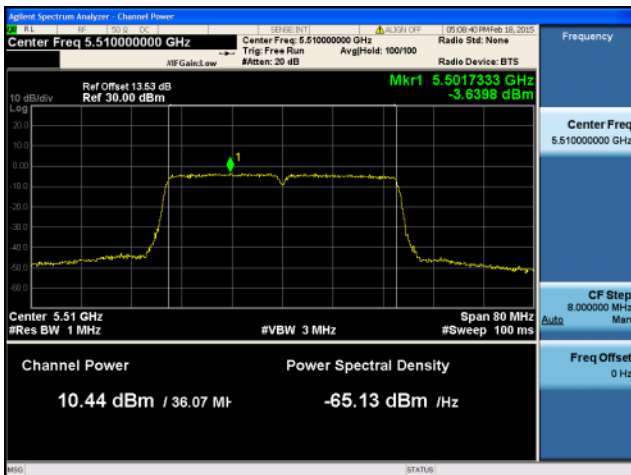 Agilent Spectrum Analyzer - Channel Power
RL RF 50 Ω DC SENSE:INT ALIGN OFF 05:08:40 PM Feb 18, 2015
Center Freq 5.510000000 GHz Center Freq: 5.510000000 GHz Radio Std: None Frequency
Trig: Free Run Avg|Hold: 100/100
#IFGain:Low #Atten: 20 dB Radio Device: BTS
Ref Offset 13.53 dB Mkr1 5.5017333 GHz
10 dB/div Ref 30.00 dBm -3.6398 dBm
Log
20.0
10.0
0.00
-10.0
-20.0
-30.0
-40.0
-50.0
-60.0
1
Center Freq
5.510000000 GHz
Center 5.51 GHz Span 80 MHz
#Res BW 1 MHz #VBW 3 MHz #Sweep 100 ms
CF Step
8.000000 MHz
Auto Man
Channel Power Power Spectral Density
10.44 dBm / 36.07 MH -65.13 dBm /Hz
Freq Offset
0 Hz
MSG STATUS